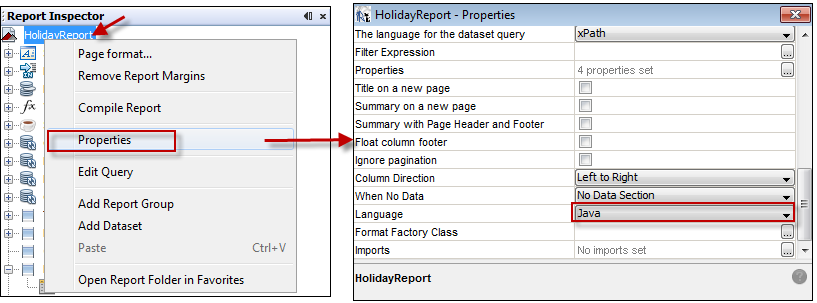 Report Inspector
HolidayReport
Page format...
Remove Report Margins
Compile Report
Properties
Edit Query
Add Report Group
Add Dataset
Paste Ctrl+V
Open Report Folder in Favorites
HolidayReport - Properties
The language for the dataset query xPath
Filter Expression ...
Properties 4 properties set ...
Title on a new page
Summary on a new page
Summary with Page Header and Footer
Float column footer
Ignore pagination
Column Direction Left to Right
When No Data No Data Section
Language Java
Format Factory Class ...
Imports No imports set ...
HolidayReport ?